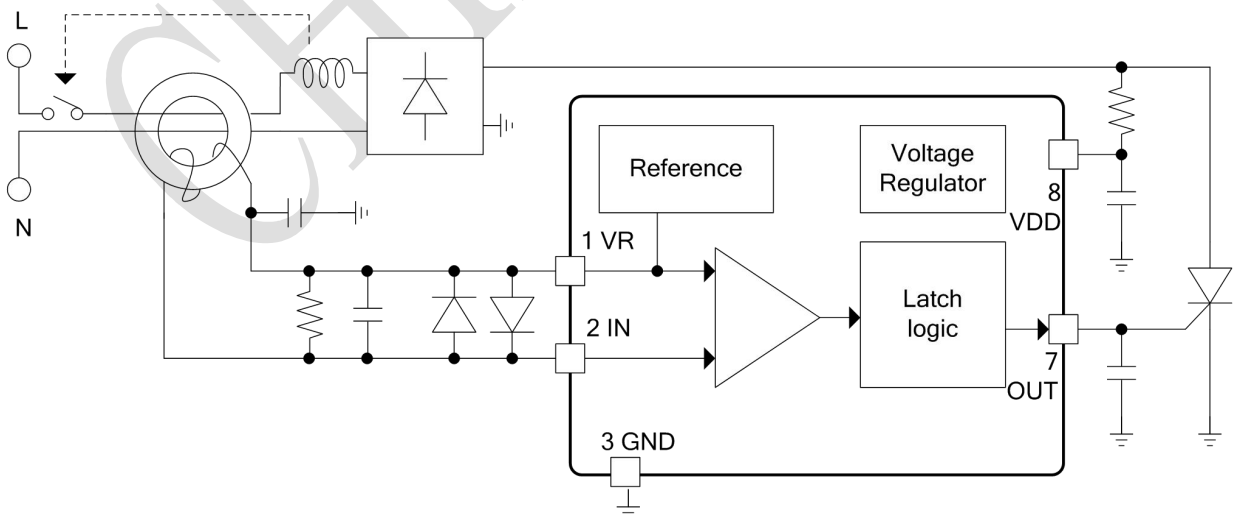 L
N
Reference
Voltage
Regulator
8
VDD
1 VR
2 IN
Latch
logic
7
OUT
3 GND